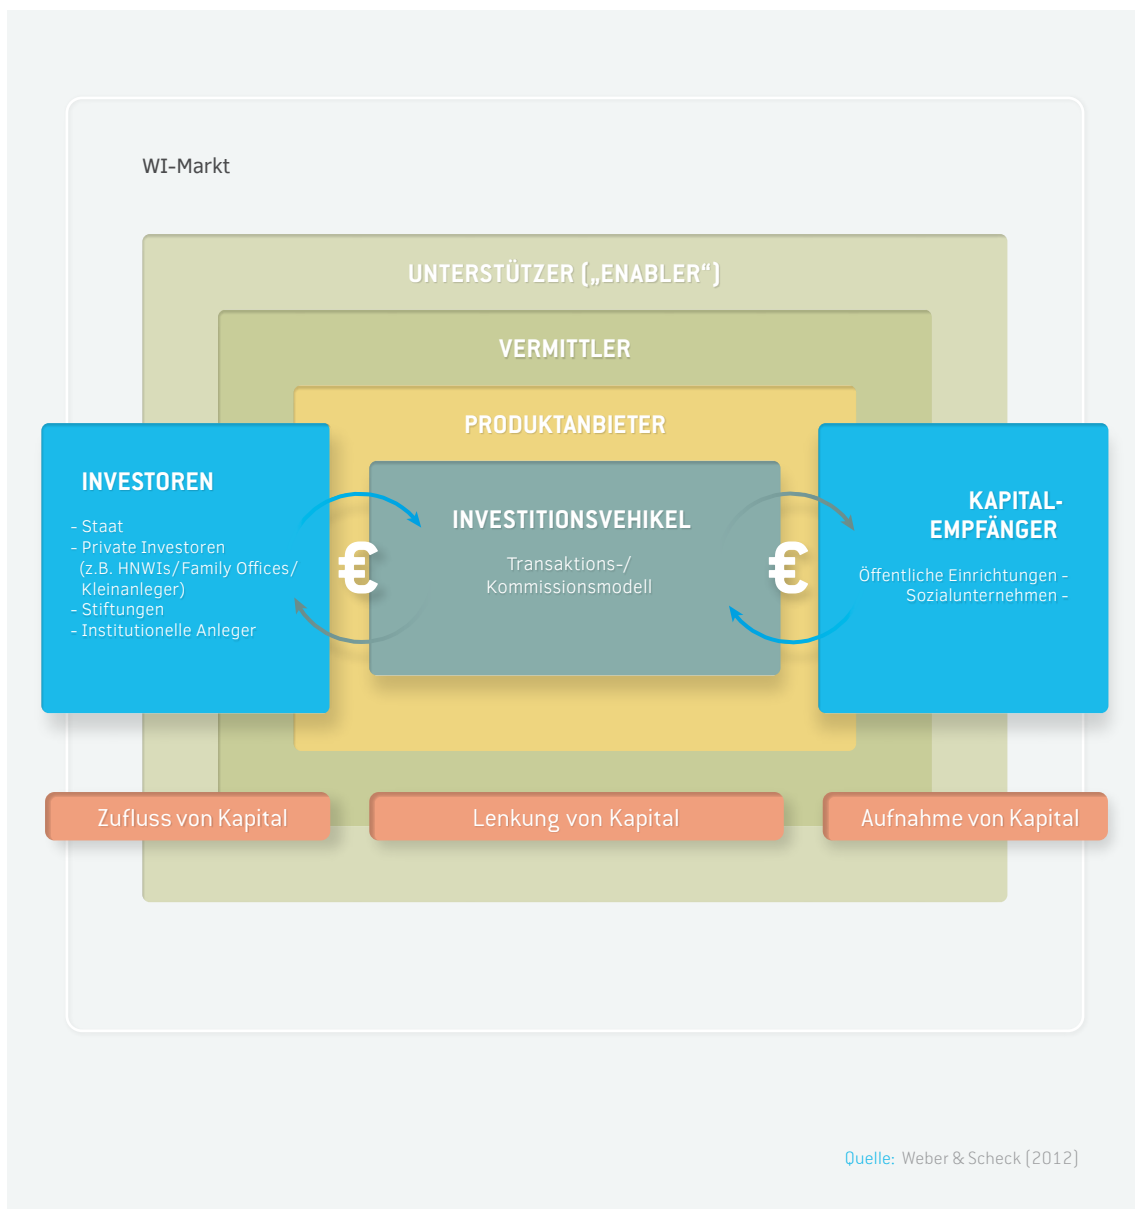 WI-Markt
UNTERSTÜTZER („ENABLER“)
VERMITTLER
PRODUKTANBIETER
INVESTOREN
- Staat
- Private Investoren
(z.B. HNWIs/Family Offices/
Kleinanleger)
- Stiftungen
- Institutionelle Anleger
€
INVESTITIONSVEHIKEL
Transaktions-/
Kommissionsmodell
€
KAPITAL-
EMPFÄNGER
Öffentliche Einrichtungen -
Sozialunternehmen -
Zufluss von Kapital
Lenkung von Kapital
Aufnahme von Kapital
Quelle: Weber & Scheck (2012)